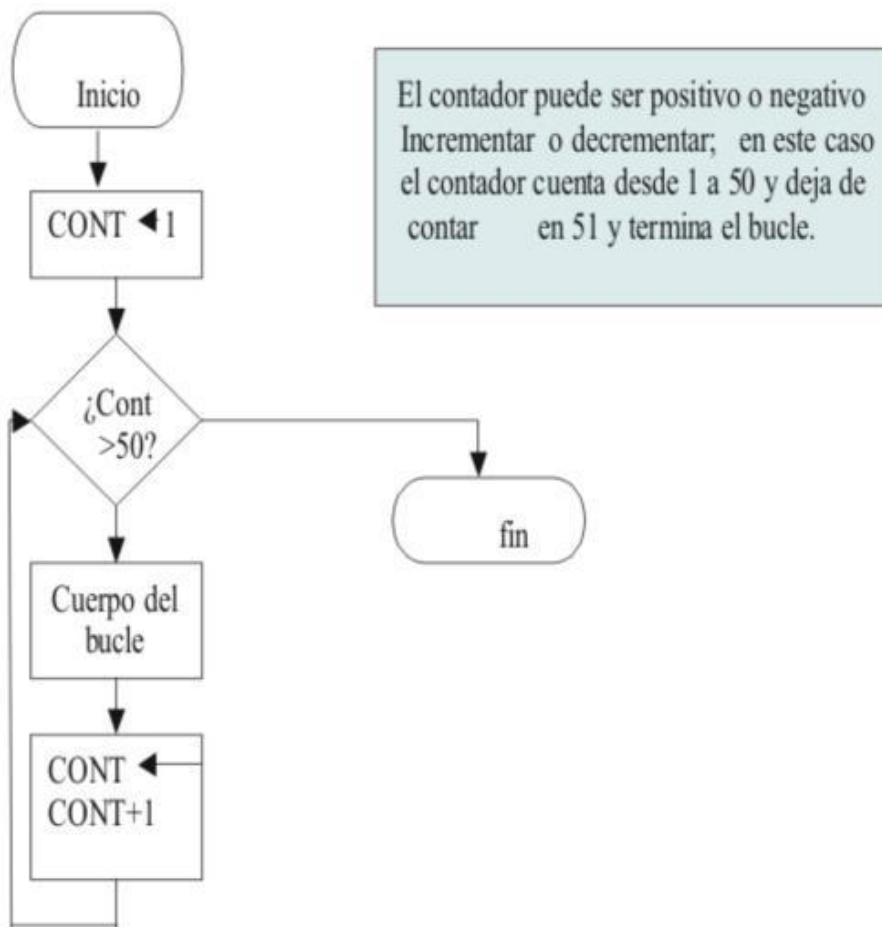 Inicio
El contador puede ser positivo o negativo
Incrementar o decrementar; en este caso
el contador cuenta desde 1 a 50 y deja de
contar en 51 y termina el bucle.
CONT 1
¿Cont
>50?
fin
Cuerpo del
bucle
CONT
CONT+1